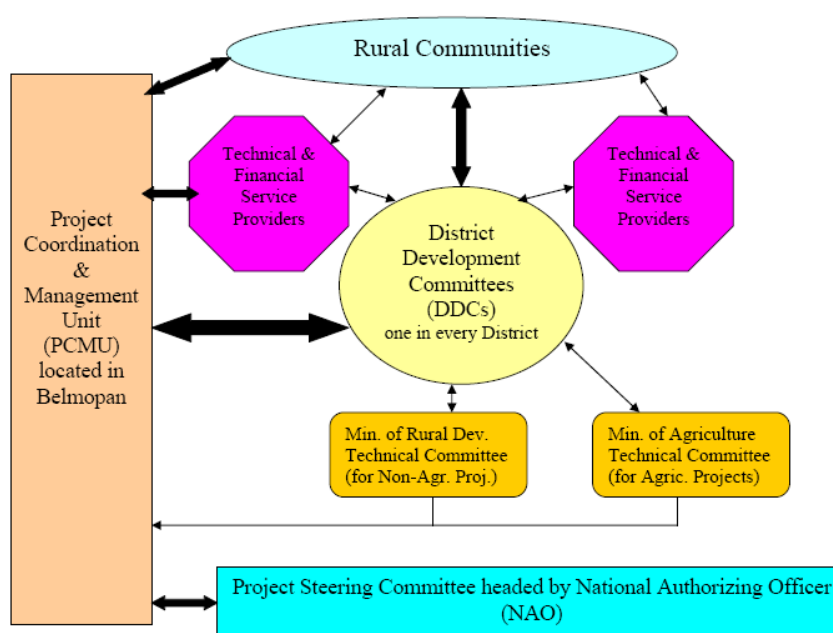 Rural Communities
Technical &
Financial
Service
Providers
Technical &
Financial
Service
Providers
Project
Coordination
&
Management
Unit
(PCMU)
located in
Belmopan
District
Development
Committees
(DDCs)
one in every District
Min. of Rural Dev.
Technical Committee
(for Non-Agr. Proj.)
Min. of Agriculture
Technical Committee
(for Agric. Projects)
Project Steering Committee headed by National Authorizing Officer
(NAO)